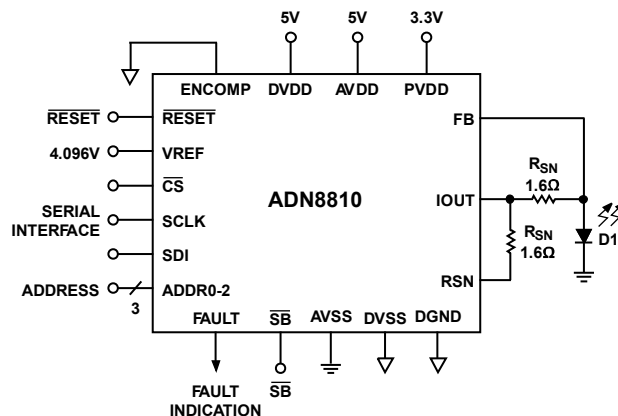 5V
5V
3.3V
ENCOMP
DVDD
AVDD
PVDD
RESET
RESET
FB
4.096V
VREF
CS
ADN8810
RSN
1.6Ω
IOUT
SERIAL
INTERFACE
SCLK
RSN
1.6Ω
D1
SDI
RSN
ADDRESS
3
ADDR0-2
FAULT
SB
AVSS
DVSS
DGND
FAULT
INDICATION
SB